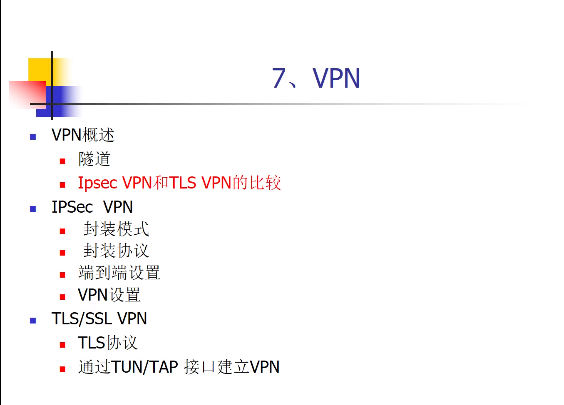 7、VPN
VPN概述
隧道
Ipsec VPN和TLS VPN的比较
IPSec VPN
封装模式
封装协议
端到端设置
VPN设置
TLS/SSL VPN
TLS协议
通过TUN/TAP 接口建立VPN